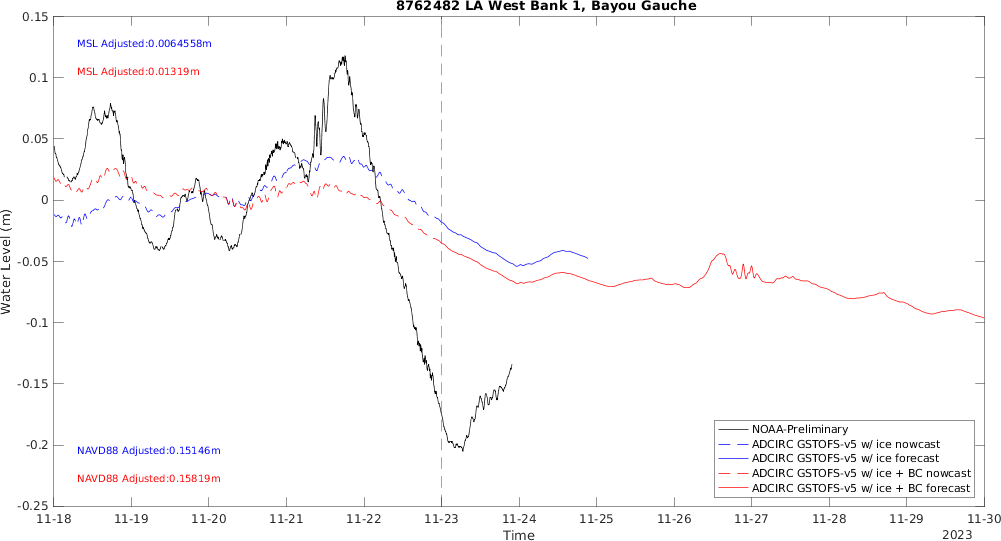 8762482 LA West Bank 1, Bayou Gauche
0.15
0.1
0.05
0
-0.05
-0.1
-0.15
-0.2
-0.25
Water Level (m)
MSL Adjusted:0.0064558m
MSL Adjusted:0.01319m
NAVD88 Adjusted:0.15146m
NAVD88 Adjusted:0.15819m
NOAA-Preliminary
ADCIRC GSTOFS-v5 w/ ice nowcast
ADCIRC GSTOFS-v5 w/ ice forecast
ADCIRC GSTOFS-v5 w/ ice + BC nowcast
ADCIRC GSTOFS-v5 w/ ice + BC forecast
11-18 11-19 11-20 11-21 11-22 11-23 11-24 11-25 11-26 11-27 11-28 11-29 11-30
Time
2023